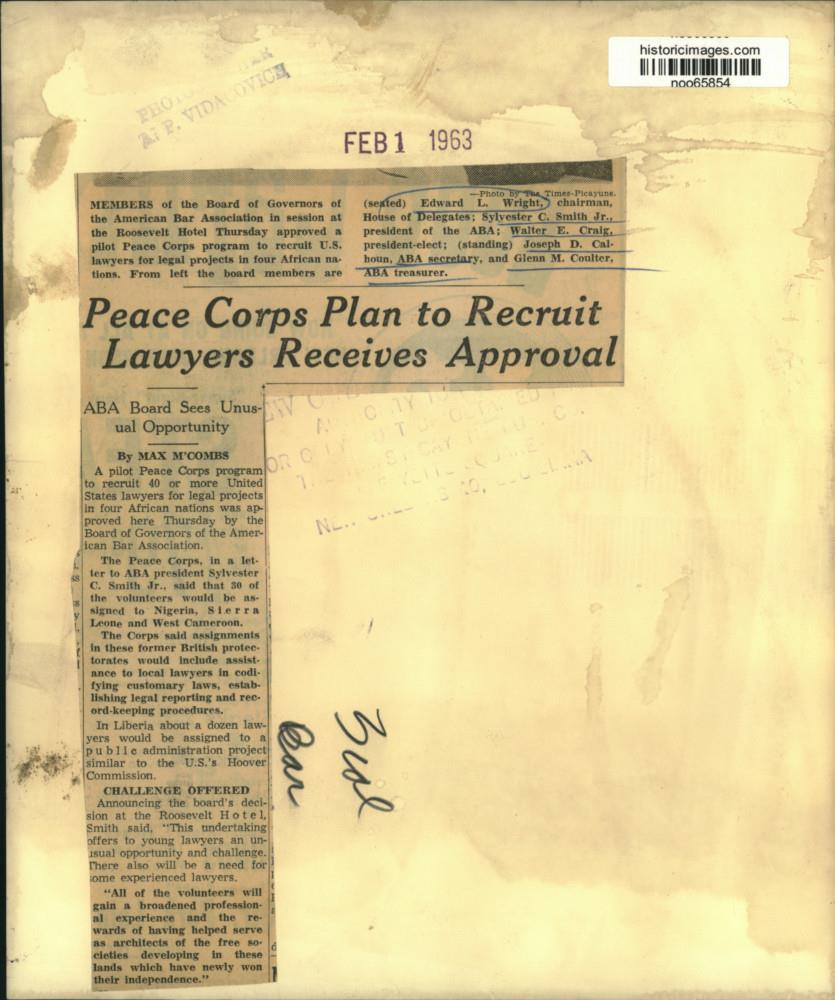 historicimages.com
noo65854
P. VIDACOVICH
FEB 1 1963
—Photo by The Times-Picayune.
MEMBERS of the Board of Governors of
the American Bar Association in session at
the Roosevelt Hotel Thursday approved a
pilot Peace Corps program to recruit U.S.
lawyers for legal projects in four African na-
tions. From left the board members are
(seated) Edward L. Wright, chairman,
House of Delegates; Sylvester C. Smith Jr.,
president of the ABA; Walter E. Craig,
president-elect; (standing) Joseph D. Cal-
houn, ABA secretary, and Glenn M. Coulter,
ABA treasurer.
Peace Corps Plan to Recruit
Lawyers Receives Approval
ABA Board Sees Unus-
ual Opportunity
By MAX M'COMBS
A pilot Peace Corps program
to recruit 40 or more United
States lawyers for legal projects
in four African nations was ap-
proved here Thursday by the
Board of Governors of the Amer-
ican Bar Association.
The Peace Corps, in a let-
ter to ABA president Sylvester
C. Smith Jr., said that 30 of
the volunteers would be as-
signed to Nigeria, Sierra
Leone and West Cameroon.
The Corps said assignments
in these former British protec-
torates would include assist-
ance to local lawyers in codi-
fying customary laws, estab-
lishing legal reporting and rec-
ord-keeping procedures.
In Liberia about a dozen law-
yers would be assigned to a
public administration project
similar to the U.S.'s Hoover
Commission.
CHALLENGE OFFERED
Announcing the board's deci-
sion at the Roosevelt Hotel,
Smith said, "This undertaking
offers to young lawyers an un-
usual opportunity and challenge.
There also will be a need for
some experienced lawyers.
"All of the volunteers will
gain a broadened profession-
al experience and the re-
wards of having helped serve
as architects of the free so-
cieties developing in these
lands which have newly won
their independence."
Bar